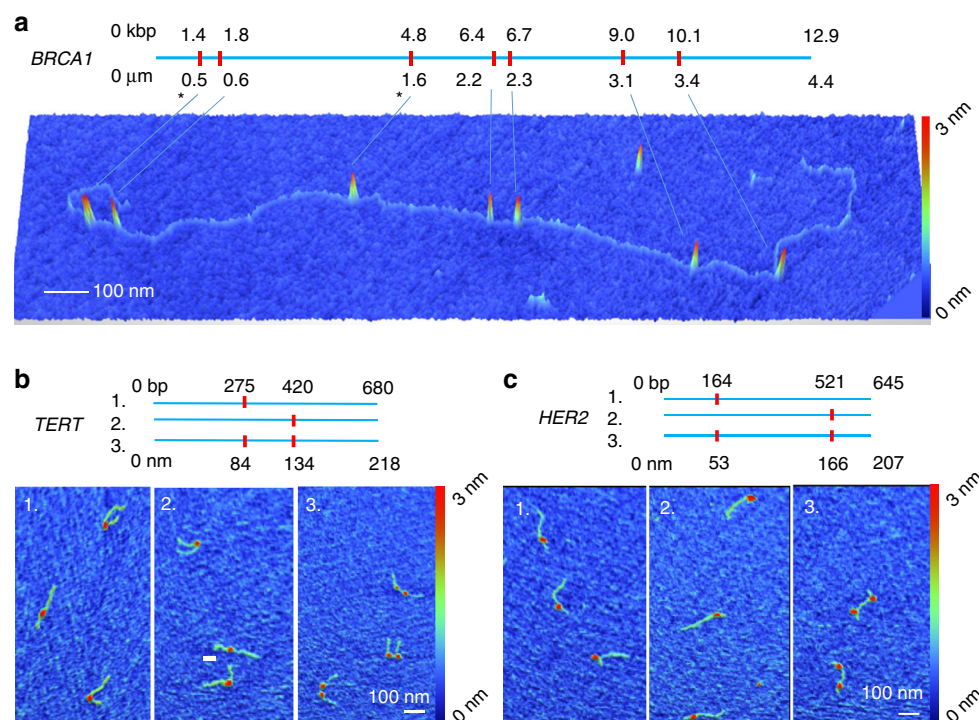 a
0 kbp 1.4 1.8 4.8 6.4 6.7 9.0 10.1 12.9
BRCA1
0 μm 0.5 0.6 1.6 2.2 2.3 3.1 3.4 4.4
* *
3 nm
100 nm
0 nm
b
0 bp 275 420 680
1.
TERT 2.
3.
0 nm 84 134 218
1. 2. 3.
3 nm
100 nm
0 nm
c
0 bp 164 521 645
1.
HER2 2.
3.
0 nm 53 166 207
1. 2. 3.
3 nm
100 nm
0 nm